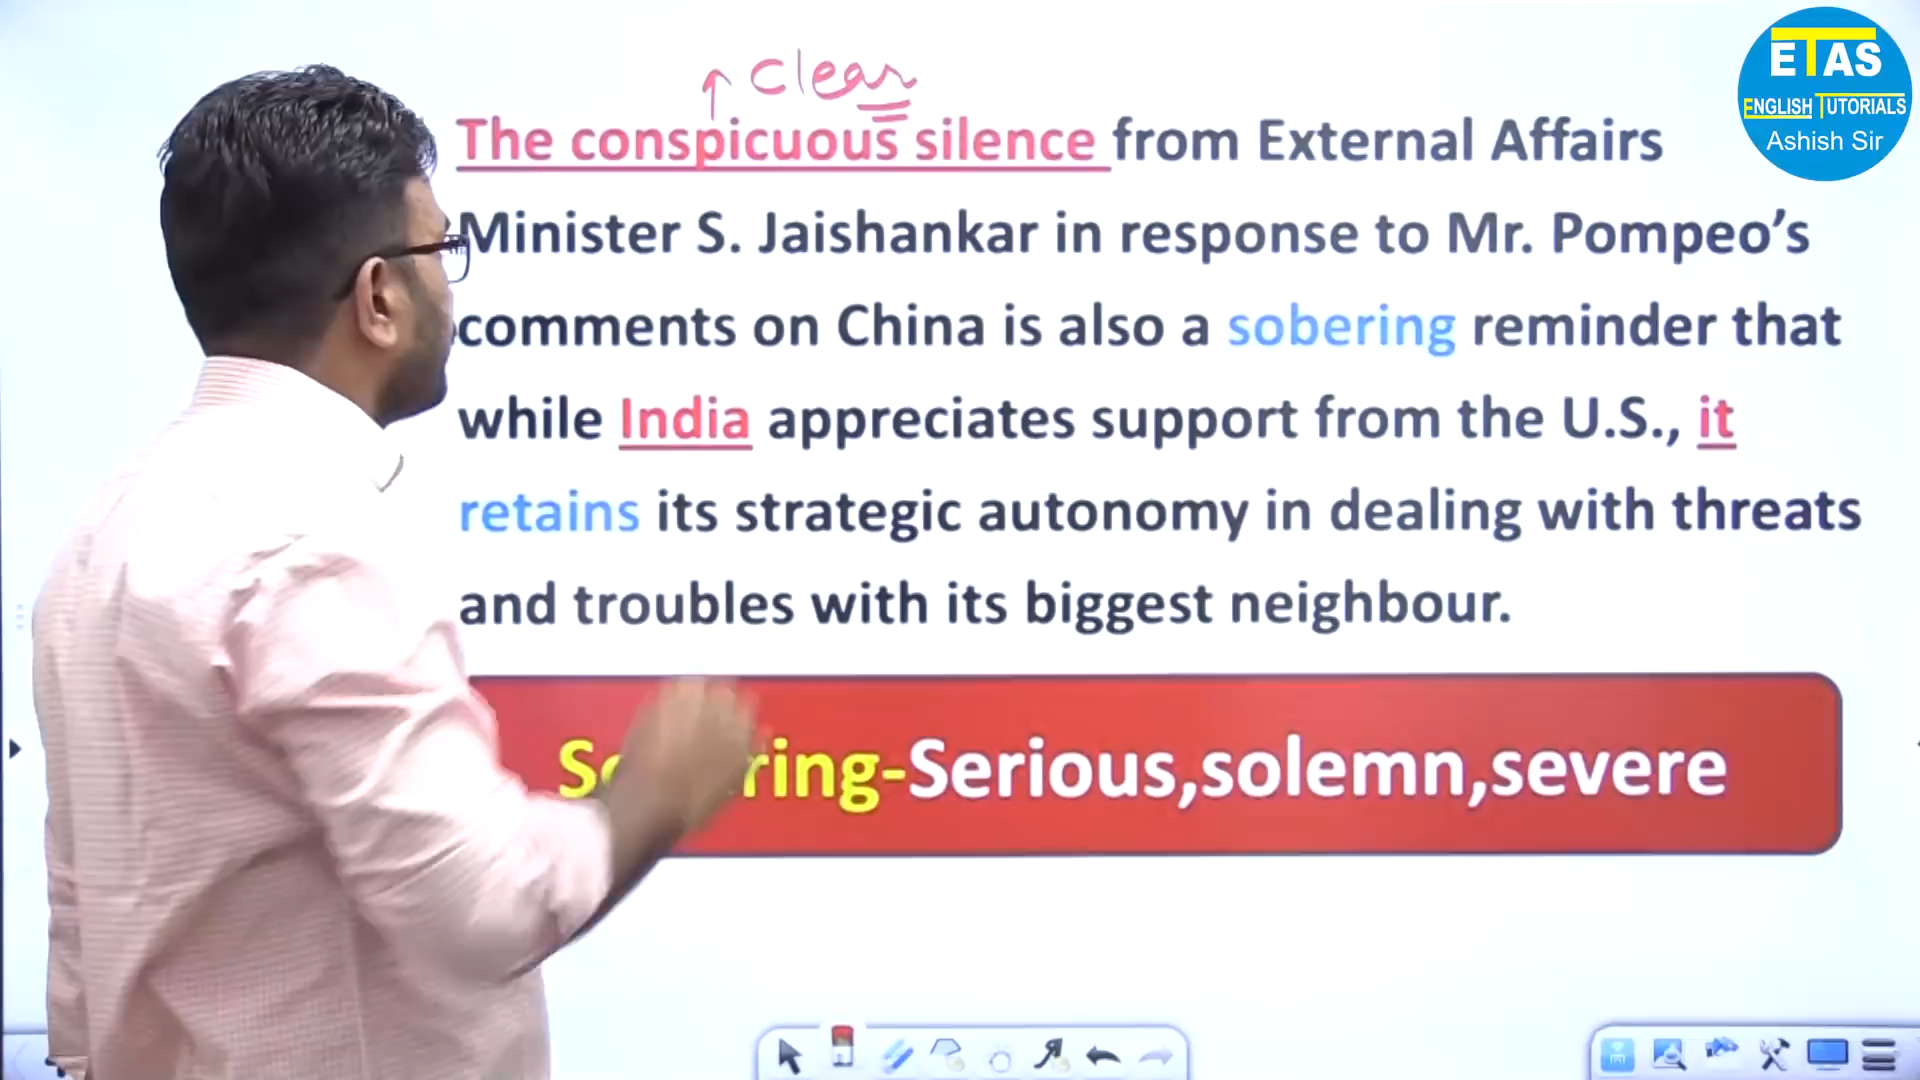 clear
The conspicuous silence from External Affairs
Minister S. Jaishankar in response to Mr. Pompeo’s
comments on China is also a sobering reminder that
while India appreciates support from the U.S., it
retains its strategic autonomy in dealing with threats
and troubles with its biggest neighbour.
Serious,solemn,severe
ETAS
ENGLISH TUTORIALS
Ashish Sir